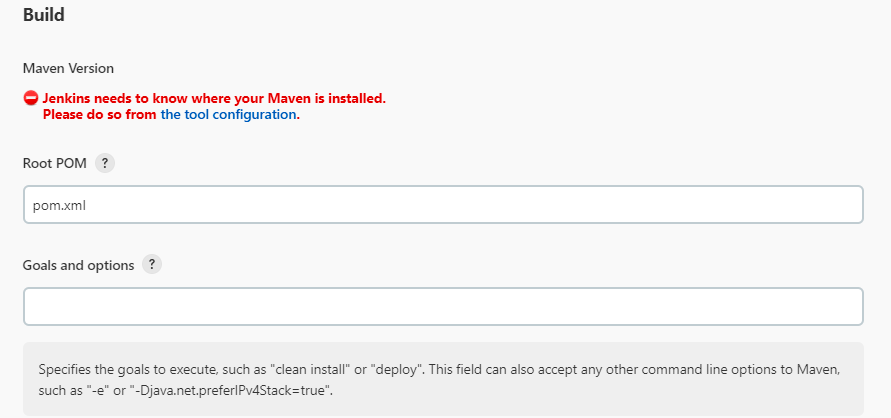 Build
Maven Version
Jenkins needs to know where your Maven is installed.
Please do so from the tool configuration.
Root POM ?
pom.xml
Goals and options ?
Specifies the goals to execute, such as "clean install" or "deploy". This field can also accept any other command line options to Maven,
such as "-e" or "-Djava.net.preferIPv4Stack=true".